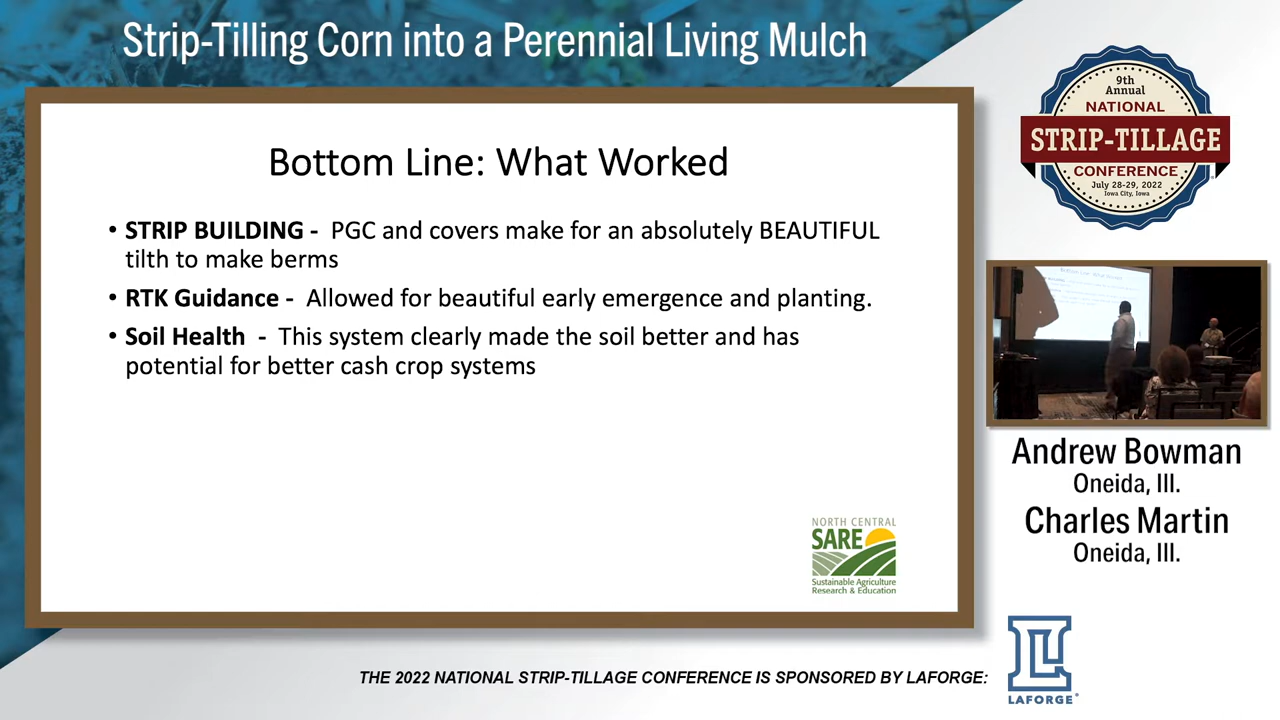 Strip-Tilling Corn into a Perennial Living Mulch
9th
Annual
NATIONAL
STRIP-TILLAGE
CONFERENCE
July 28-29, 2022
Iowa City, Iowa
Bottom Line: What Worked
• STRIP BUILDING - PGC and covers make for an absolutely BEAUTIFUL
tilth to make berms
• RTK Guidance - Allowed for beautiful early emergence and planting.
• Soil Health - This system clearly made the soil better and has
potential for better cash crop systems
NORTH CENTRAL
SARE
Sustainable Agriculture
Research & Education
Andrew Bowman
Oneida, Ill.
Charles Martin
Oneida, Ill.
THE 2022 NATIONAL STRIP-TILLAGE CONFERENCE IS SPONSORED BY LAFORGE:
LAFORGE®